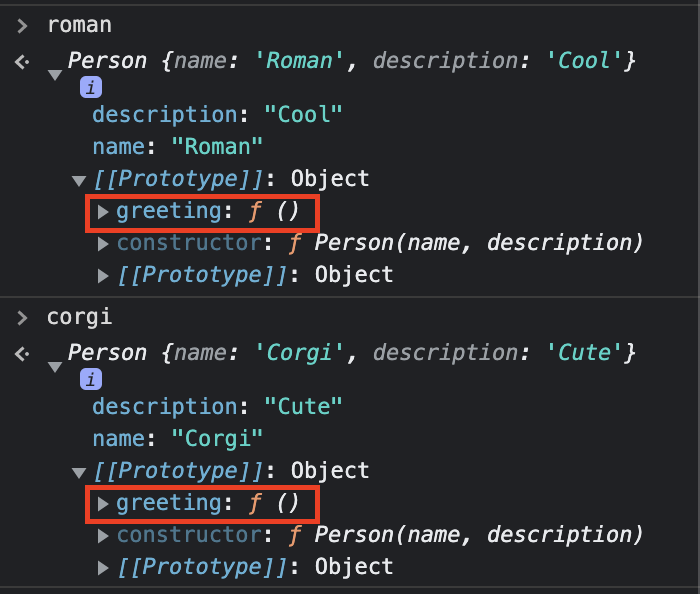 > roman
<· ▼ Person {name: 'Roman', description: 'Cool'}
i
description: "Cool"
name: "Roman"
▼ [[Prototype]]: Object
▶ greeting: ƒ ()
▶ constructor: ƒ Person(name, description)
▶ [[Prototype]]: Object
> corgi
<· ▼ Person {name: 'Corgi', description: 'Cute'}
i
description: "Cute"
name: "Corgi"
▼ [[Prototype]]: Object
▶ greeting: ƒ ()
▶ constructor: ƒ Person(name, description)
▶ [[Prototype]]: Object